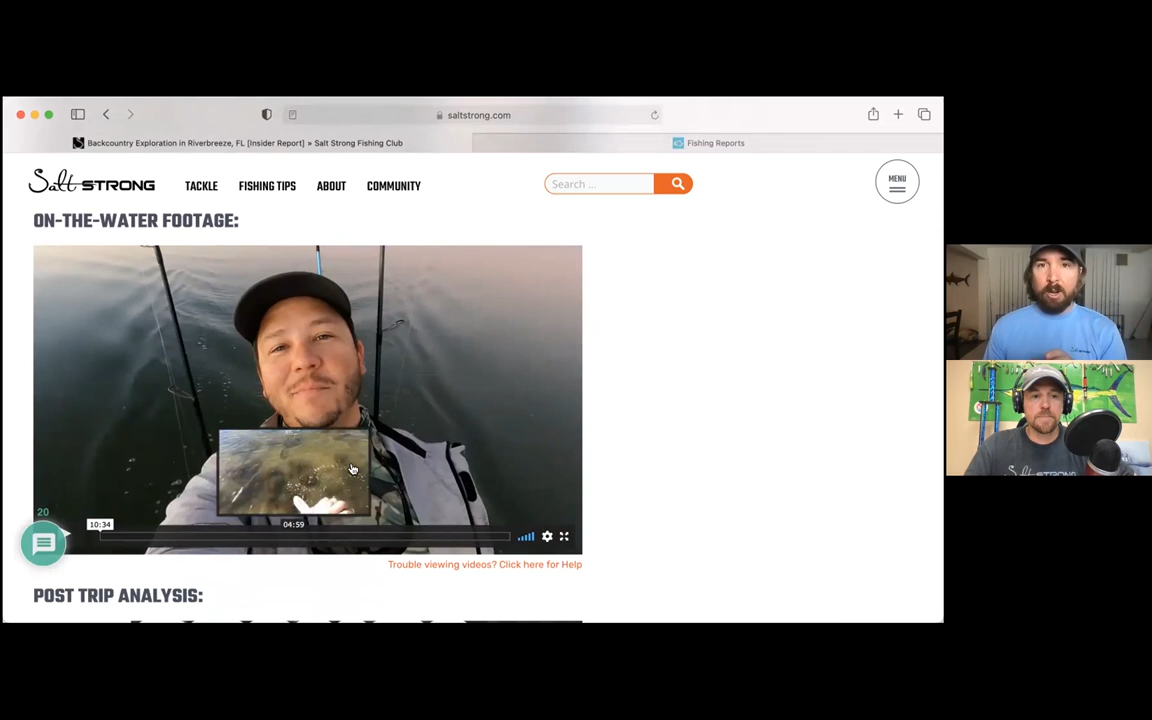 saltstrong.com
Backcountry Exploration in Riverbreeze, FL [Insider Report] » Salt Strong Fishing Club
Fishing Reports
Salt STRONG
TACKLE
FISHING TIPS
ABOUT
COMMUNITY
Search ...
MENU
ON-THE-WATER FOOTAGE:
20
10:34
04:59
Trouble viewing videos? Click here for Help
POST TRIP ANALYSIS:
Salt STRONG